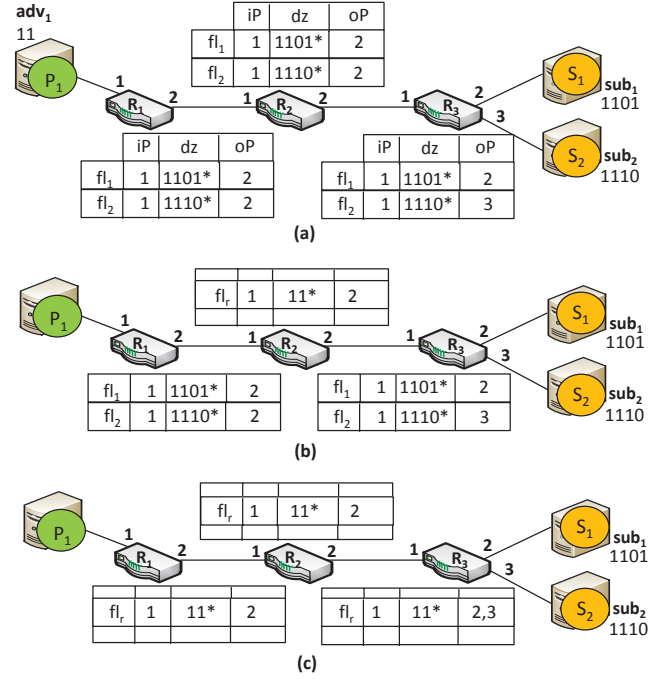 adv1
11
iP dz oP
fl1 1 1101* 2
fl2 1 1110* 2
P1
1 R1 2 R2 2 1 R3 2 3
S1 sub1
1101
S2 sub2
1110
iP dz oP
fl1 1 1101* 2
fl2 1 1110* 2
iP dz oP
fl1 1 1101* 2
fl2 1 1110* 3
(a)
flr 1 11* 2
P1
1 R1 2 1 R2 2 1 R3 2 3
S1 sub1
1101
S2 sub2
1110
fl1 1 1101* 2
fl2 1 1110* 2
fl1 1 1101* 2
fl2 1 1110* 3
(b)
flr 1 11* 2
P1
1 R1 2 1 R2 2 1 R3 2 3
S1 sub1
1101
S2 sub2
1110
flr 1 11* 2
flr 1 11* 2,3
(c)